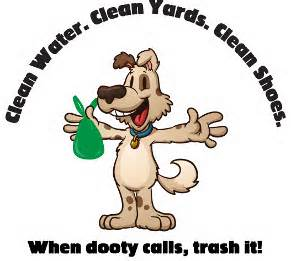 Clean Water. Clean Yards. Clean Shoes.
When dooty calls, trash it!